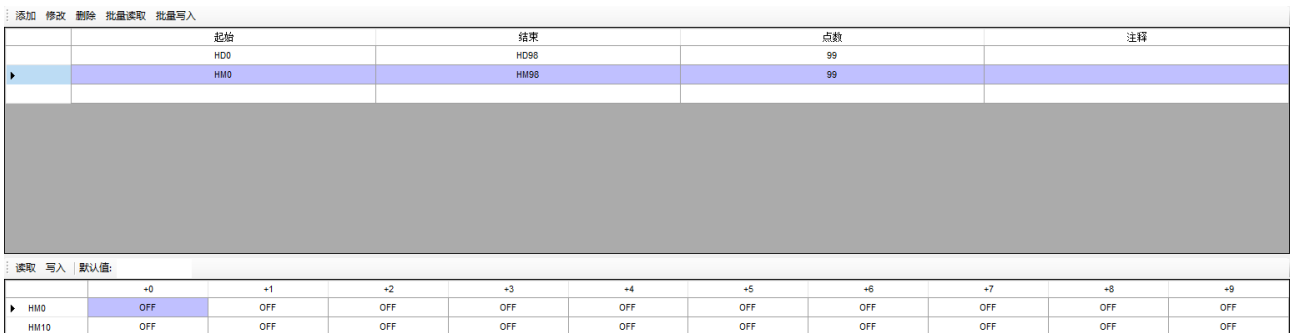 添加 修改 删除 批量读取 批量写入
起始 结束 点数 注释
HD0 HD98 99
HM0 HM98 99
读取 写入 默认值:
+0 +1 +2 +3 +4 +5 +6 +7 +8 +9
HM0 OFF OFF OFF OFF OFF OFF OFF OFF OFF OFF
HM10 OFF OFF OFF OFF OFF OFF OFF OFF OFF OFF